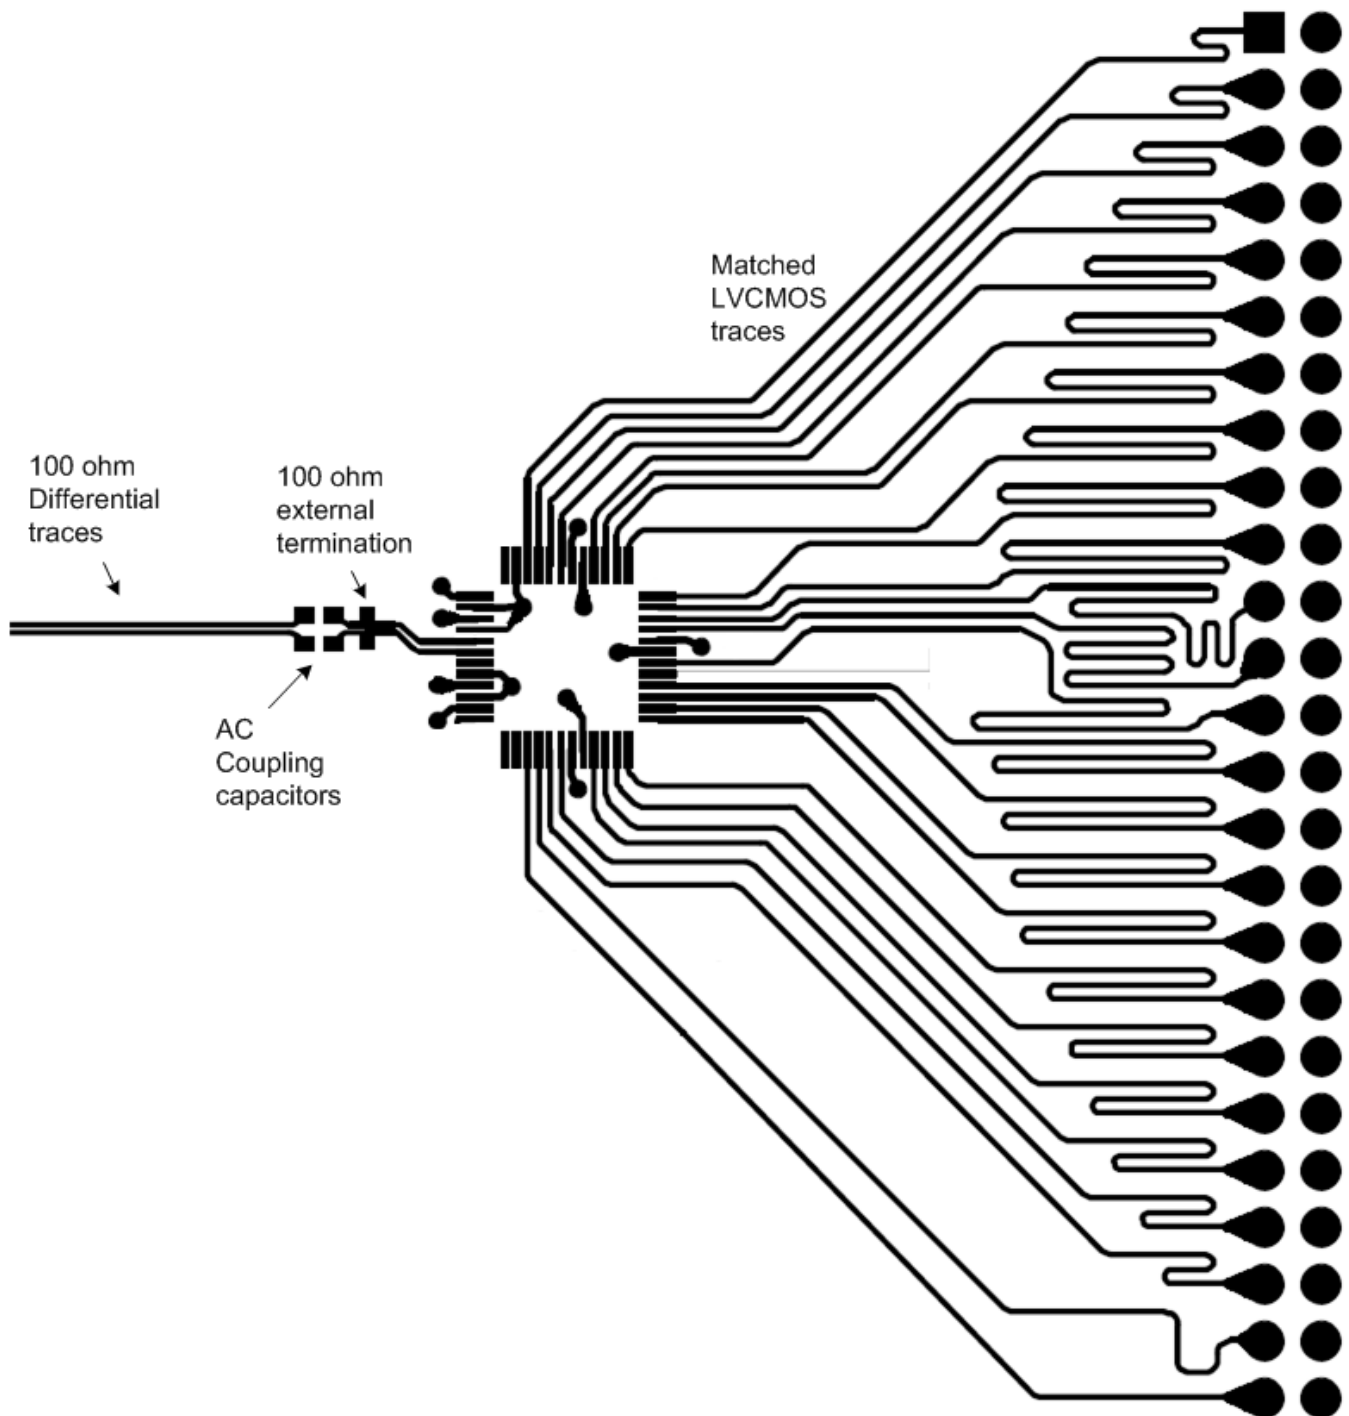 Matched
LVCMOS
traces
100 ohm
Differential
traces
100 ohm
external
termination
AC
Coupling
capacitors